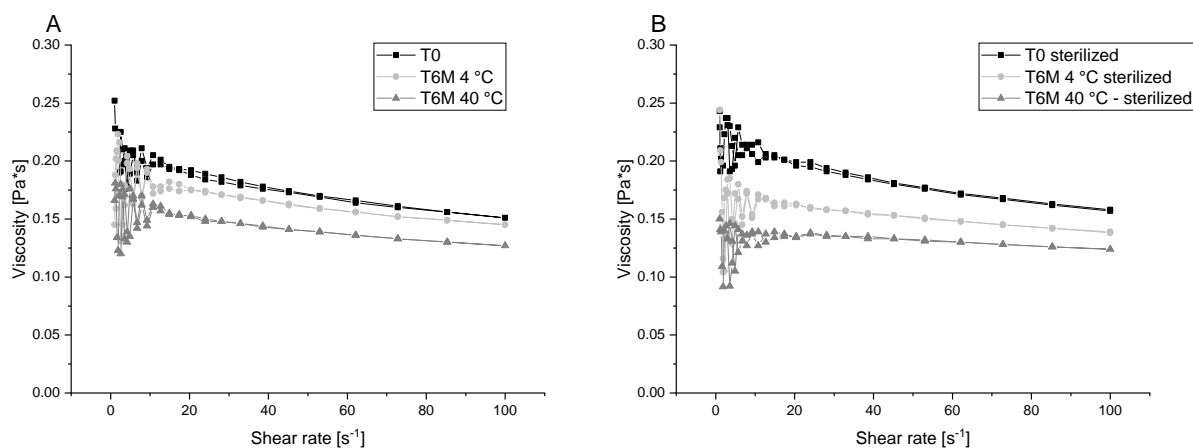 A
T0
T6M 4 °C
T6M 40 °C
0.30
0.25
0.20
0.15
0.10
0.05
0.00
Viscosity [Pa*s]
0
20
40
60
80
100
Shear rate [s⁻¹]
B
T0 sterilized
T6M 4 °C sterilized
T6M 40 °C - sterilized
0.30
0.25
0.20
0.15
0.10
0.05
0.00
Viscosity [Pa*s]
0
20
40
60
80
100
Shear rate [s⁻¹]